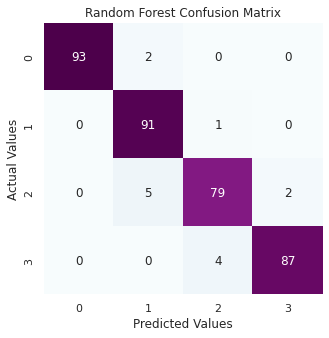 Random Forest Confusion Matrix
0 93 2 0 0
1 0 91 1 0
2 0 5 79 2
3 0 0 4 87
0 1 2 3
Actual Values
Predicted Values